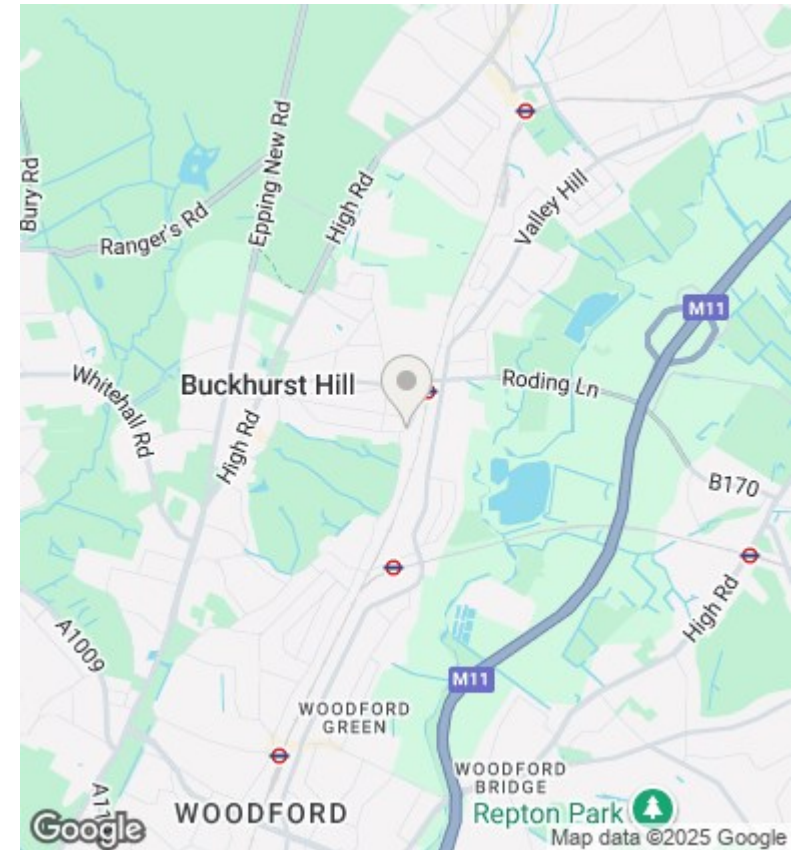 Bury Rd
Epping New Rd
High Rd
Ranger's Rd
Valley Hill
M11
Whitehall Rd
Buckhurst Hill
Roding Ln
High Rd
B170
High Rd
A1009
M11
WOODFORD
GREEN
WOODFORD
BRIDGE
WOODFORD
Repton Park
Google
Map data ©2025 Google